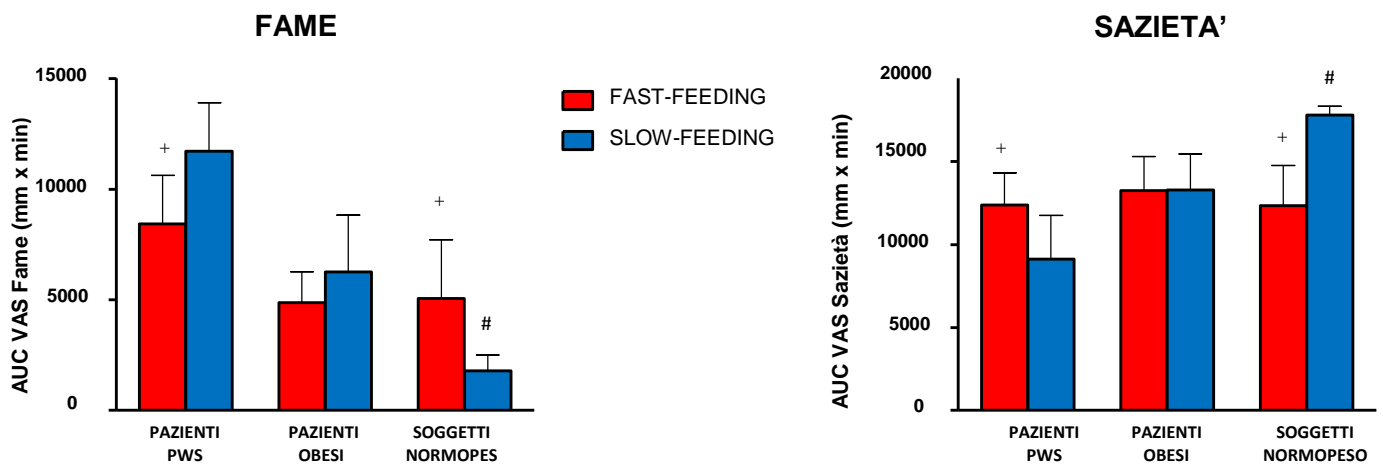 FAME
AUC VAS Fame (mm x min)
15000
10000
5000
0
+
+
#
PAZIENTI
PWS
PAZIENTI
OBESI
SOGGETTI
NORMOPES
FAST-FEEDING
SLOW-FEEDING
SAZIETA’
AUC VAS Sazietà (mm x min)
20000
15000
10000
5000
0
+
+
#
PAZIENTI
PWS
PAZIENTI
OBESI
SOGGETTI
NORMOPESO